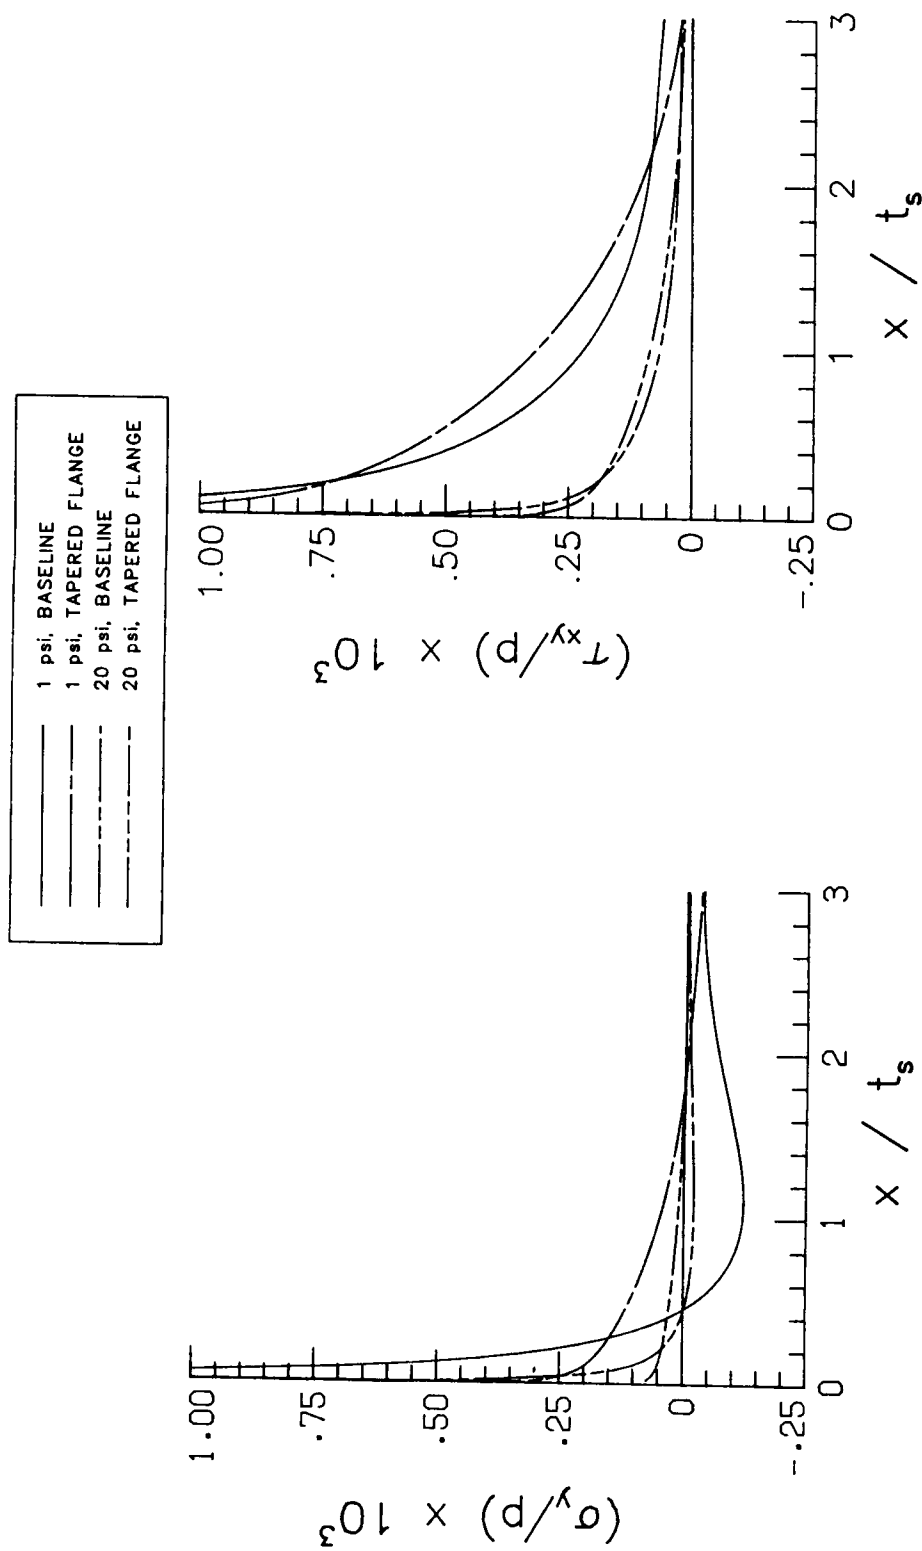 1 psi, BASELINE
1 psi, TAPERED FLANGE
20 psi, BASELINE
20 psi, TAPERED FLANGE
(σy/p) × 10³
1.00
.75
.50
.25
0
-.25
0
1
2
3
x / ts
(τxy/p) × 10³
1.00
.75
.50
.25
0
-.25
0
1
2
3
x / ts